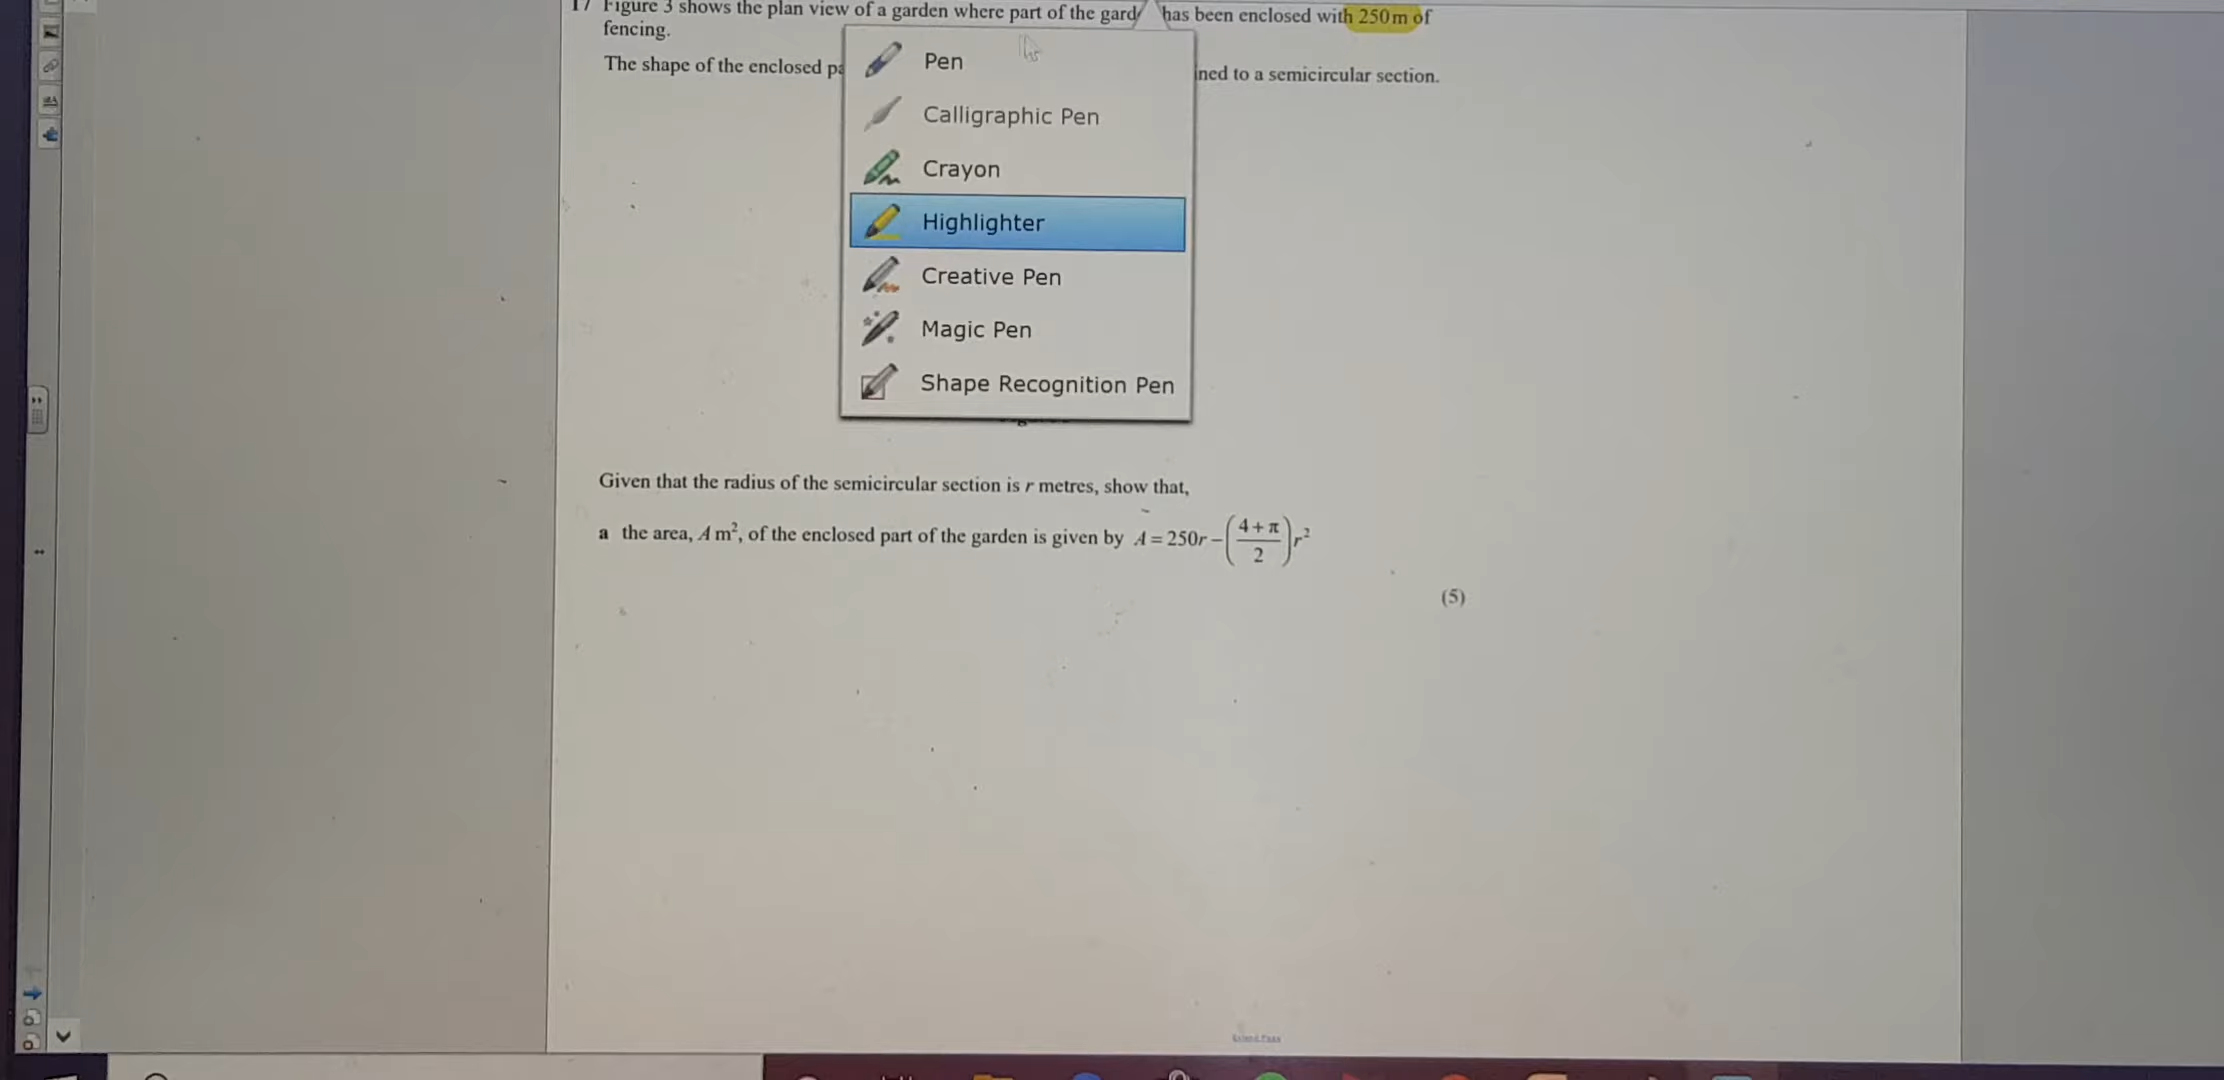 17 Figure 3 shows the plan view of a garden where part of the gard has been enclosed with 250m of
fencing.
The shape of the enclosed pa ned to a semicircular section.
Pen
Calligraphic Pen
Crayon
Highlighter
Creative Pen
Magic Pen
Shape Recognition Pen
Given that the radius of the semicircular section is r metres, show that,
a the area, A m², of the enclosed part of the garden is given by A = 250r − ((4 + π)/2) r²
(5)